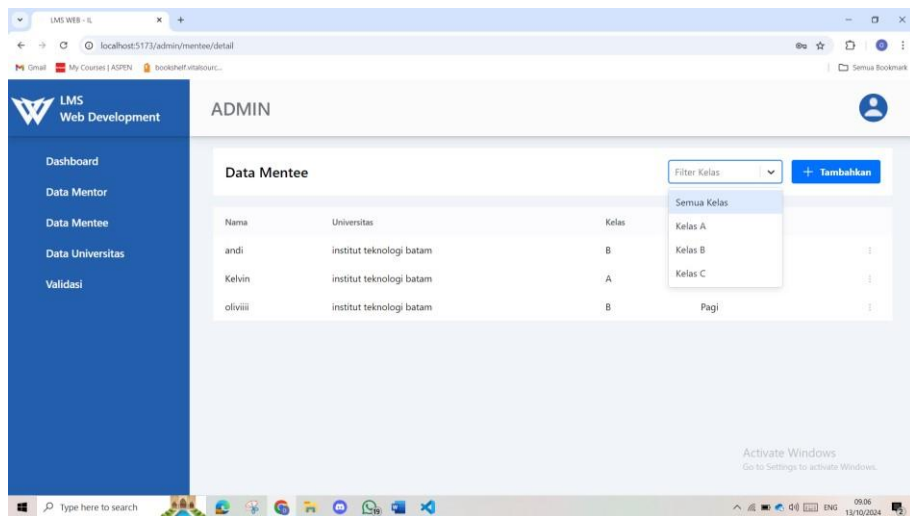 LMS WEB - IL
localhost:5173/admin/mentee/detail
Gmail My Courses | ASPEN bookshelf.vitalsourc... Semua Bookmark
LMS
Web Development
ADMIN
Dashboard
Data Mentor
Data Mentee
Data Universitas
Validasi
Data Mentee
Filter Kelas
+ Tambahkan
Semua Kelas
Kelas A
Kelas B
Kelas C
Nama Universitas Kelas
andi institut teknologi batam B
Kelvin institut teknologi batam A
oliviiii institut teknologi batam B Pagi
Activate Windows
Go to Settings to activate Windows.
Type here to search
ENG
09.06
13/10/2024